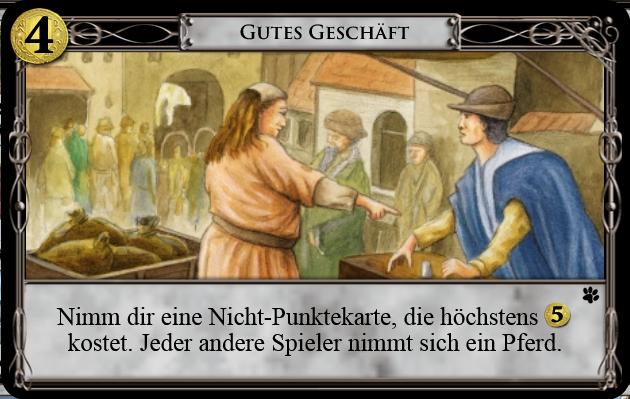 4
GUTES GESCHÄFT
Nimm dir eine Nicht-Punktekarte, die höchstens 5
kostet. Jeder andere Spieler nimmt sich ein Pferd.